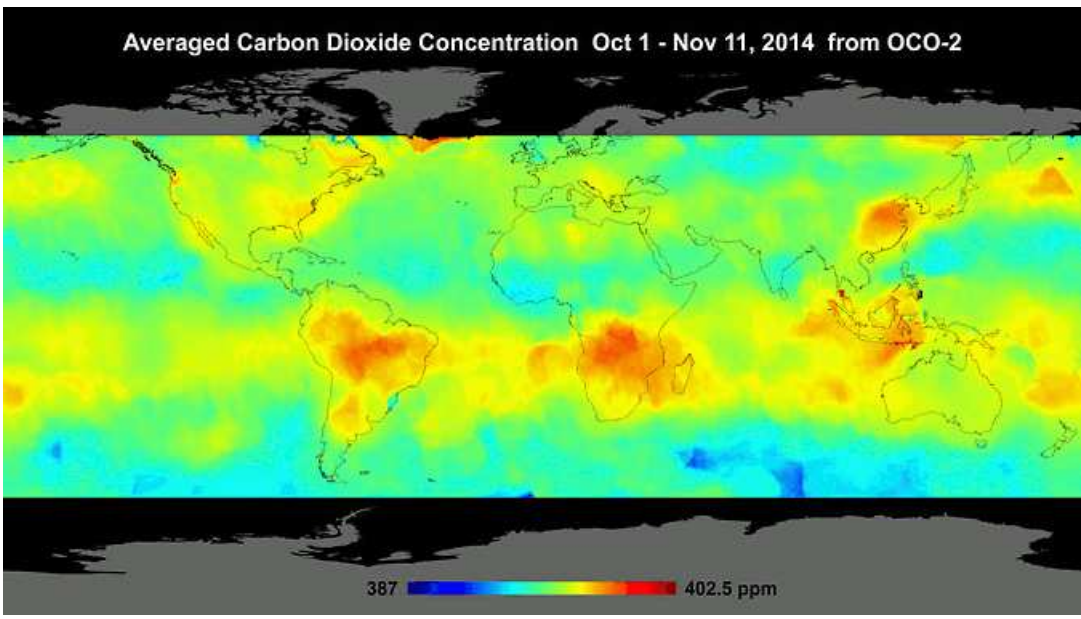 Averaged Carbon Dioxide Concentration Oct 1 - Nov 11, 2014 from OCO-2
387 402.5 ppm